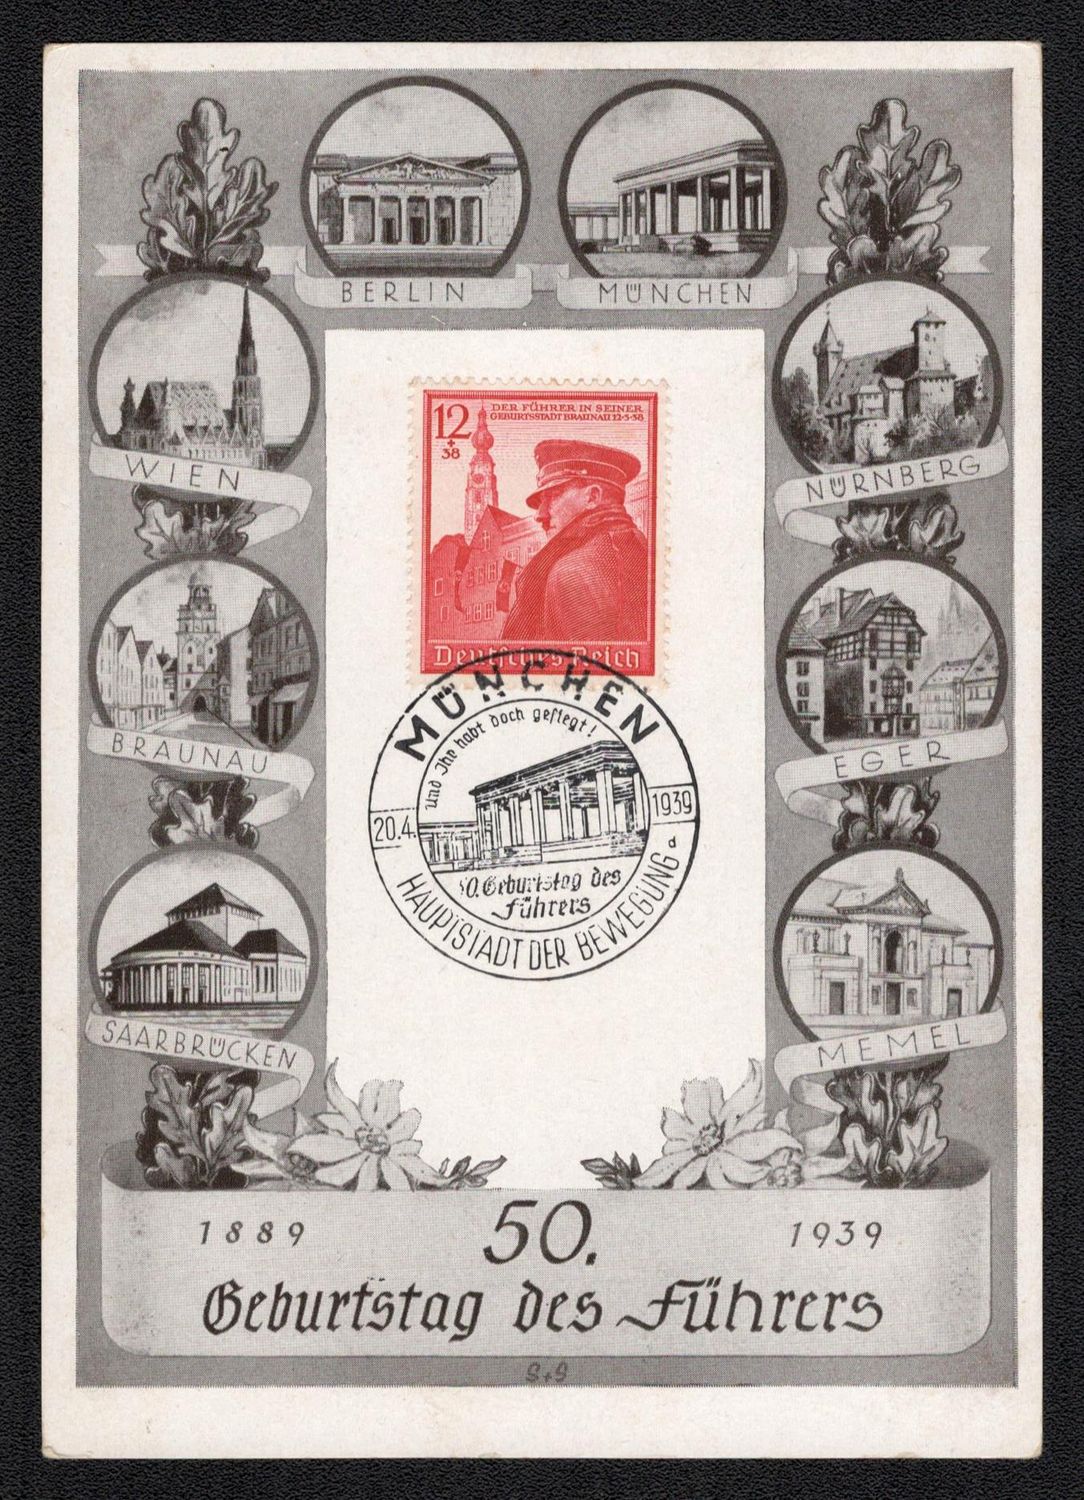 BERLIN
MÜNCHEN
WIEN
NÜRNBERG
12
+
38
DER FÜHRER IN SEINER
GEBURTSSTADT BRAUNAU 12·3·38
Deutsches Reich
BRAUNAU
EGER
MÜNCHEN
und Ihr habt doch gesiegt!
20.4.
1939
50. Geburtstag des
Führers
a
HAUPTSTADT DER BEWEGUNG
SAARBRÜCKEN
MEMEL
1889
50.
1939
Geburtstag des Führers
S+S